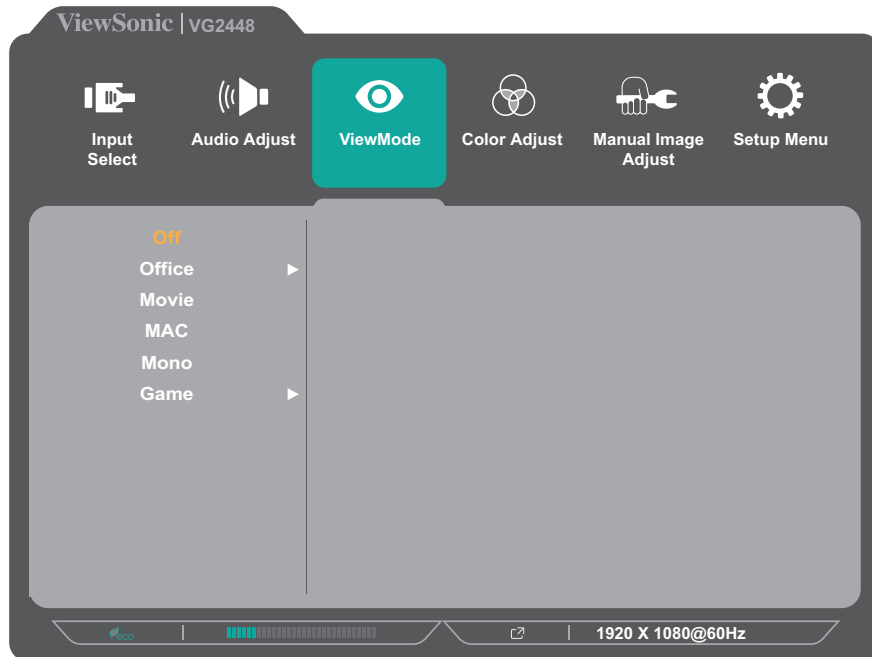 ViewSonic | VG2448
Input Select
Audio Adjust
ViewMode
Color Adjust
Manual Image Adjust
Setup Menu
Off
Office
Movie
MAC
Mono
Game
eco
1920 X 1080@60Hz